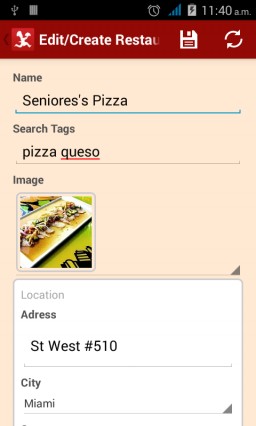 11:40 a.m.
Edit/Create Restau
Name
Seniores's Pizza
Search Tags
pizza queso
Image
Location
Adress
St West #510
City
Miami